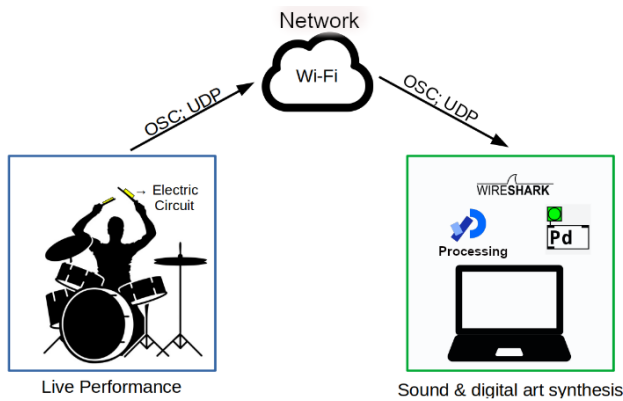 Network
Wi-Fi
OSC; UDP
OSC; UDP
→ Electric
Circuit
WIRESHARK
Processing
Pd
Live Performance
Sound & digital art synthesis